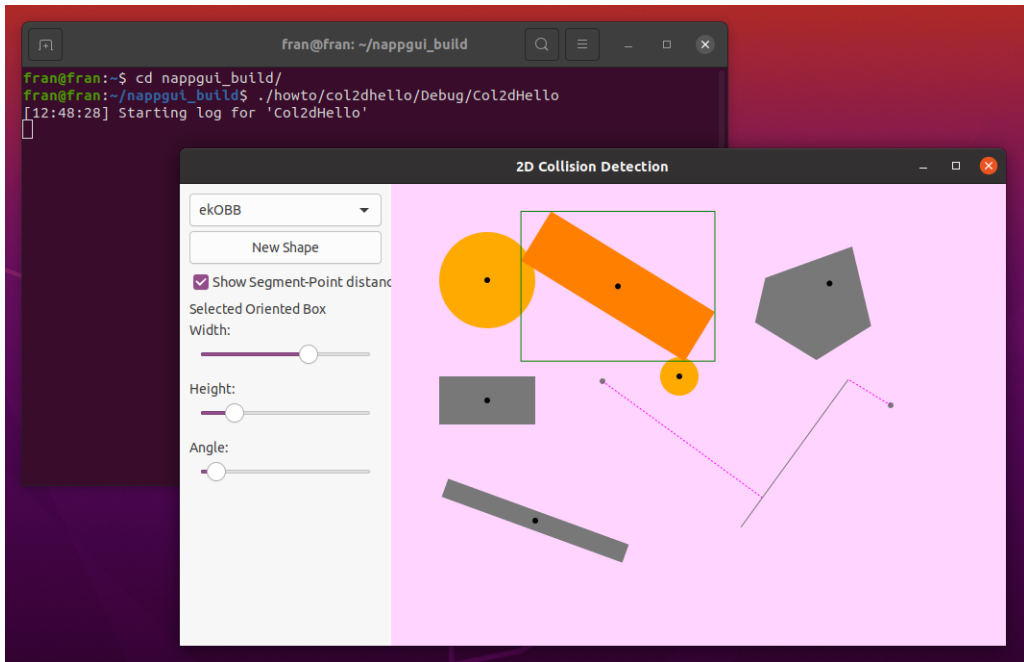 fran@fran: ~/nappgui_build
fran@fran:~$ cd nappgui_build/
fran@fran:~/nappgui_build$ ./howto/col2dhello/Debug/Col2dHello
[12:48:28] Starting log for 'Col2dHello'
2D Collision Detection
ekOBB
New Shape
Show Segment-Point distanc
Selected Oriented Box
Width:
Height:
Angle: